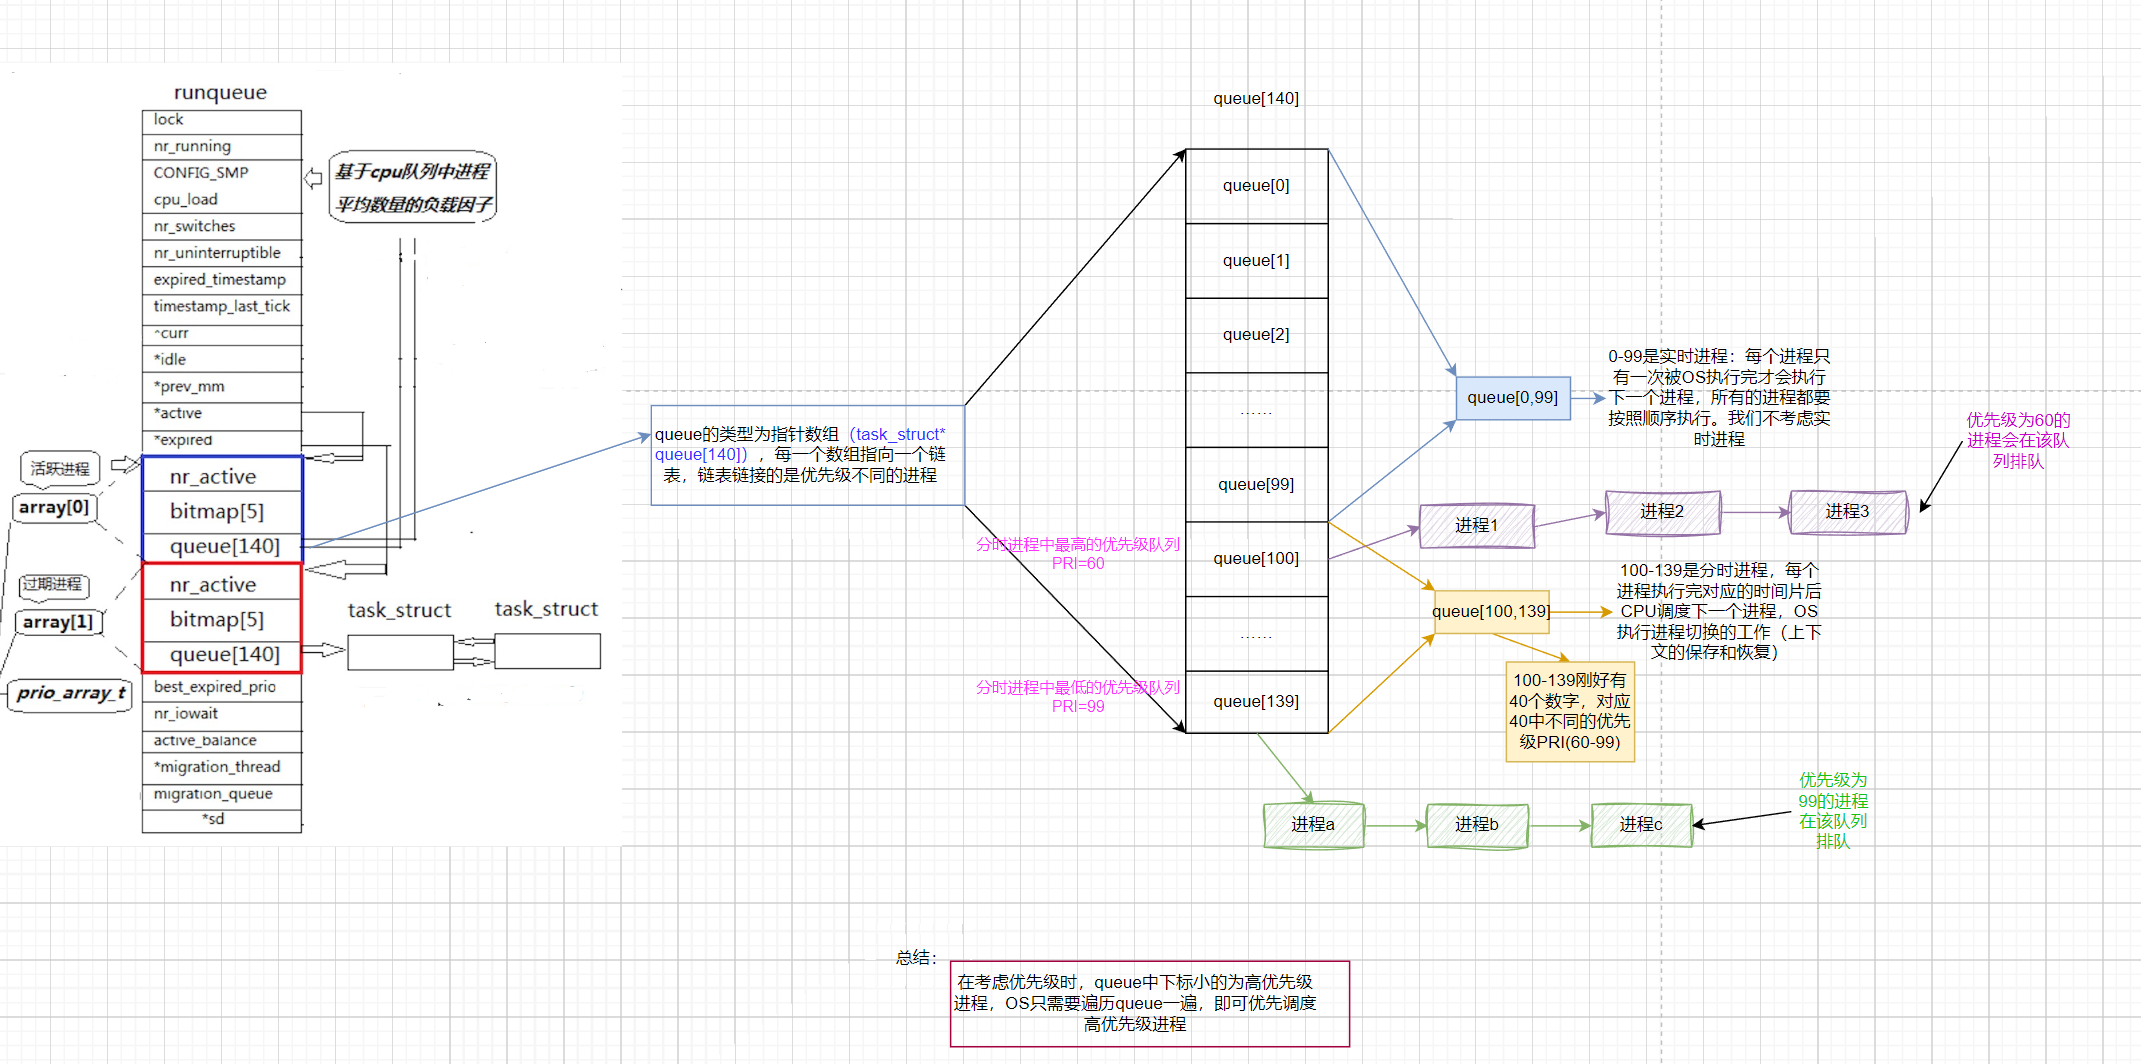 runqueue
lock
nr_running
CONFIG_SMP
cpu_load
nr_switches
nr_uninterruptible
expired_timestamp
timestamp_last_tick
*curr
*idle
*prev_mm
*active
*expired
nr_active
bitmap[5]
queue[140]
nr_active
bitmap[5]
queue[140]
best_expired_prio
nr_iowait
active_balance
*migration_thread
migration_queue
*sd
基于cpu队列中进程
平均数量的负载因子
活跃进程
array[0]
过期进程
array[1]
prio_array_t
task_struct
task_struct
queue的类型为指针数组（task_struct*
queue[140]），每一个数组指向一个链
表，链表链接的是优先级不同的进程
queue[140]
queue[0]
queue[1]
queue[2]
……
queue[99]
queue[100]
……
queue[139]
分时进程中最高的优先级队列
PRI=60
分时进程中最低的优先级队列
PRI=99
queue[0,99]
0-99是实时进程：每个进程只
有一次被OS执行完才会执行
下一个进程，所有的进程都要
按照顺序执行。我们不考虑实
时进程
优先级为60的
进程会在该队
列排队
进程1
进程2
进程3
queue[100,139]
100-139是分时进程，每个
进程执行完对应的时间片后
CPU调度下一个进程，OS
执行进程切换的工作（上下
文的保存和恢复）
100-139刚好有
40个数字，对应
40中不同的优先
级PRI(60-99)
进程a
进程b
进程c
优先级为
99的进程
在该队列
排队
总结：
在考虑优先级时，queue中下标小的为高优先级
进程，OS只需要遍历queue一遍，即可优先调度
高优先级进程